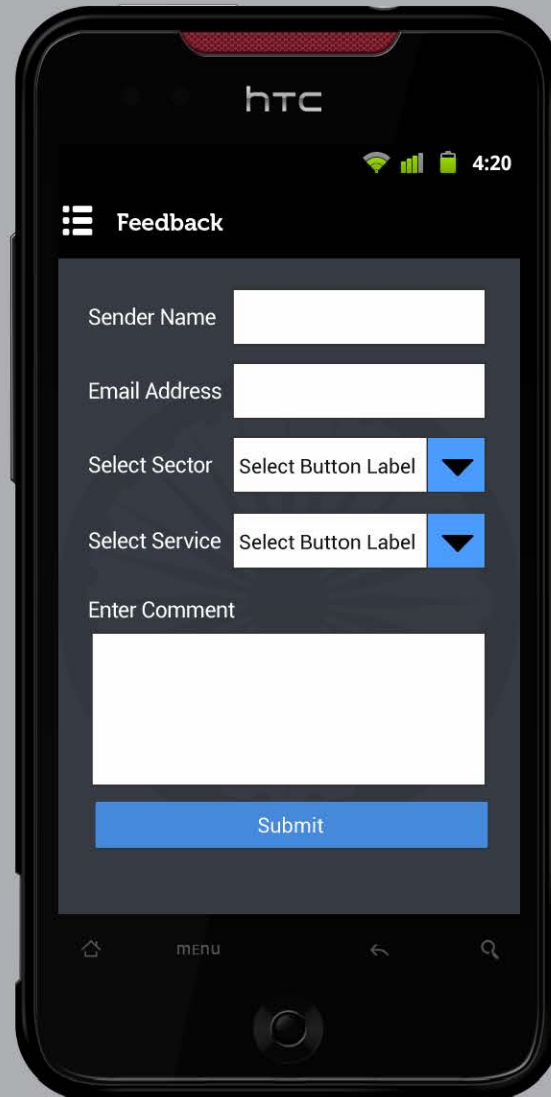 hTC
4:20
Feedback
Sender Name
Email Address
Select Sector Select Button Label
Select Service Select Button Label
Enter Comment
Submit
mENU